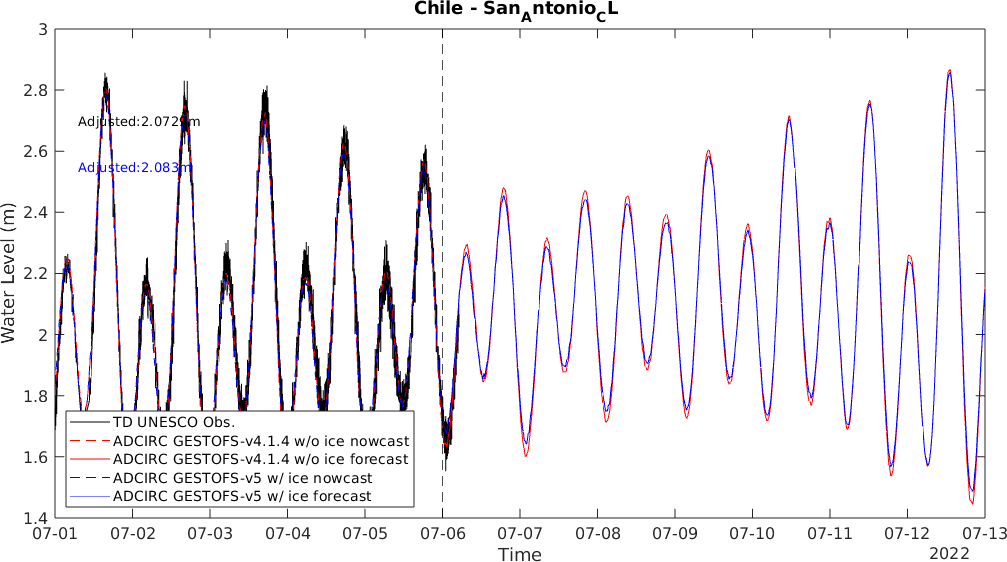 Chile - SanAntonioCL
3
2.8
2.6
2.4
2.2
2
1.8
1.6
1.4
Water Level (m)
Adjusted:2.0729m
Adjusted:2.083m
TD UNESCO Obs.
ADCIRC GESTOFS-v4.1.4 w/o ice nowcast
ADCIRC GESTOFS-v4.1.4 w/o ice forecast
ADCIRC GESTOFS-v5 w/ ice nowcast
ADCIRC GESTOFS-v5 w/ ice forecast
07-01 07-02 07-03 07-04 07-05 07-06 07-07 07-08 07-09 07-10 07-11 07-12 07-13
Time
2022